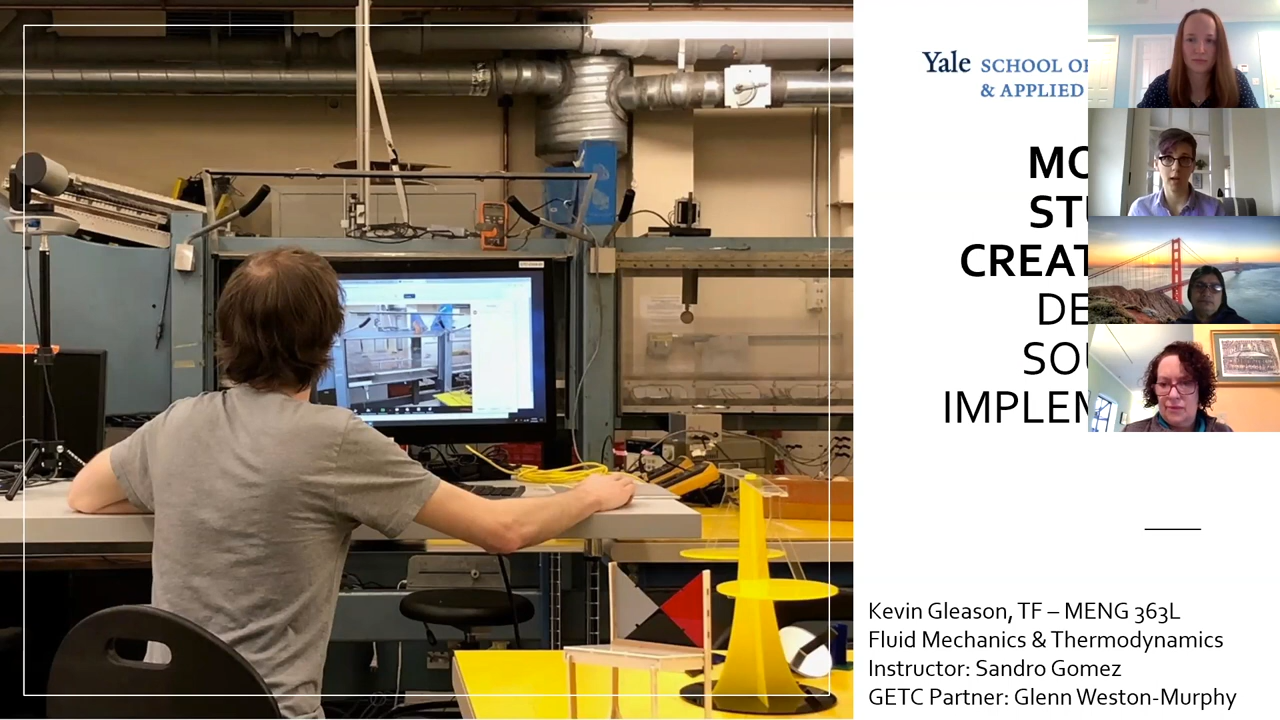 Yale SCHOOL OF
& APPLIED
MO
STU
CREAT
DE
SOU
IMPLEM
Kevin Gleason, TF – MENG 363L
Fluid Mechanics & Thermodynamics
Instructor: Sandro Gomez
GETC Partner: Glenn Weston-Murphy